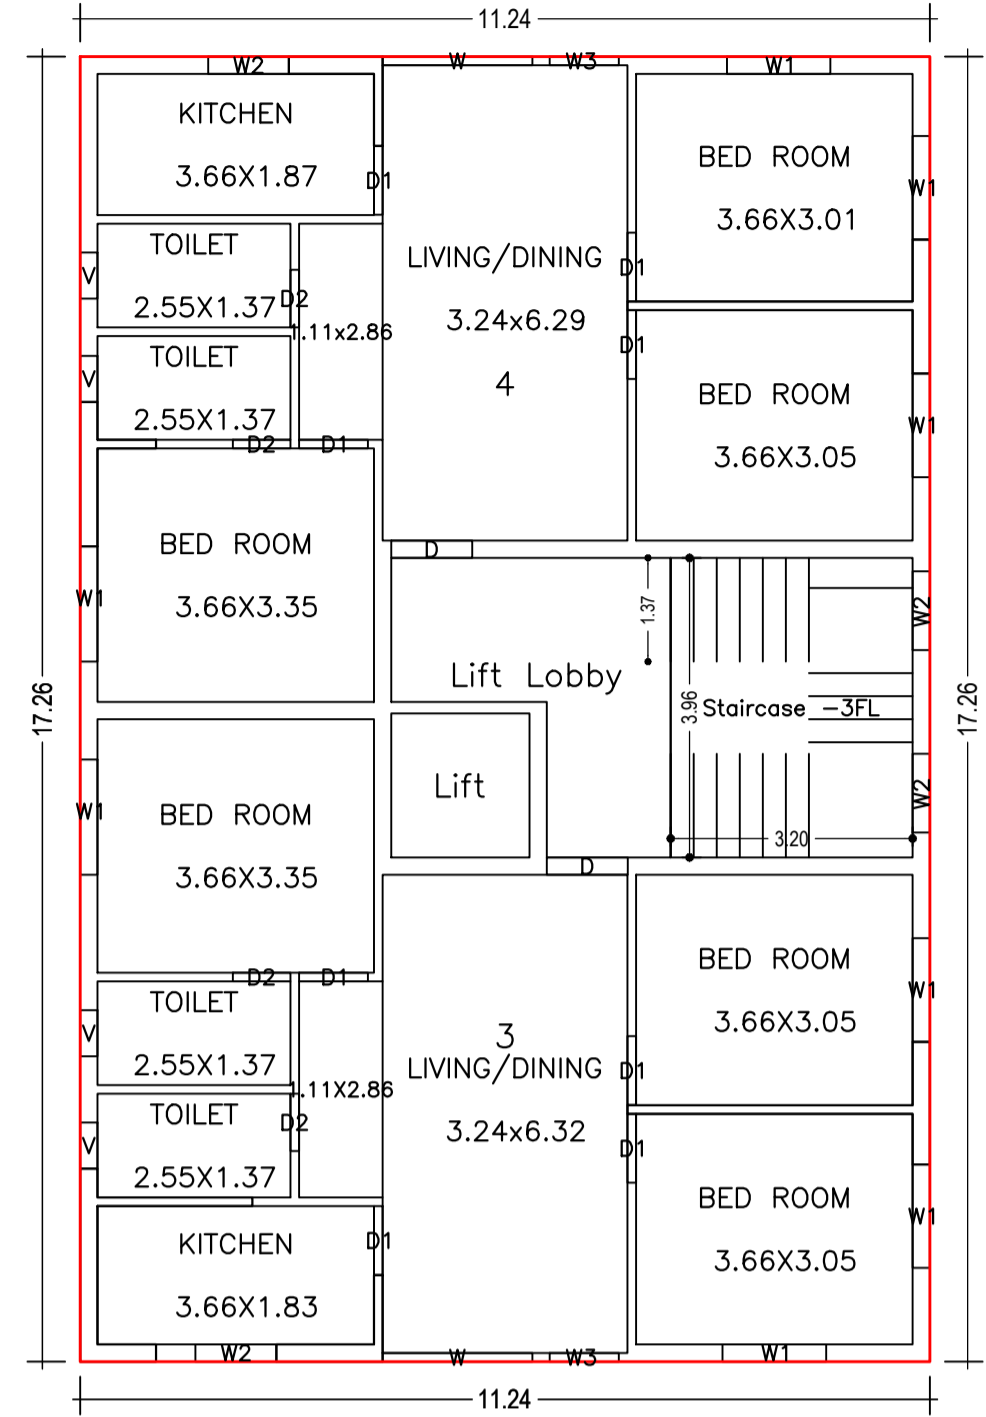 11.24
W2
W
W3
W1
KITCHEN
3.66X1.87
D1
BED ROOM
3.66X3.01
W1
TOILET
2.55X1.37
V
D2
1.11x2.86
LIVING/DINING
3.24x6.29
4
D1
D1
TOILET
2.55X1.37
V
D2
D1
BED ROOM
3.66X3.05
W1
BED ROOM
3.66X3.35
W1
D
1.37
W2
Lift Lobby
3.96
Staircase -3FL
17.26
17.26
Lift
W2
3.20
BED ROOM
3.66X3.35
W1
D
D2
D1
BED ROOM
3.66X3.05
W1
TOILET
2.55X1.37
V
3
LIVING/DINING
3.24x6.32
D1
D1
1.11X2.86
TOILET
2.55X1.37
V
D2
BED ROOM
3.66X3.05
W1
KITCHEN
3.66X1.83
D1
W2
W
W3
W1
11.24